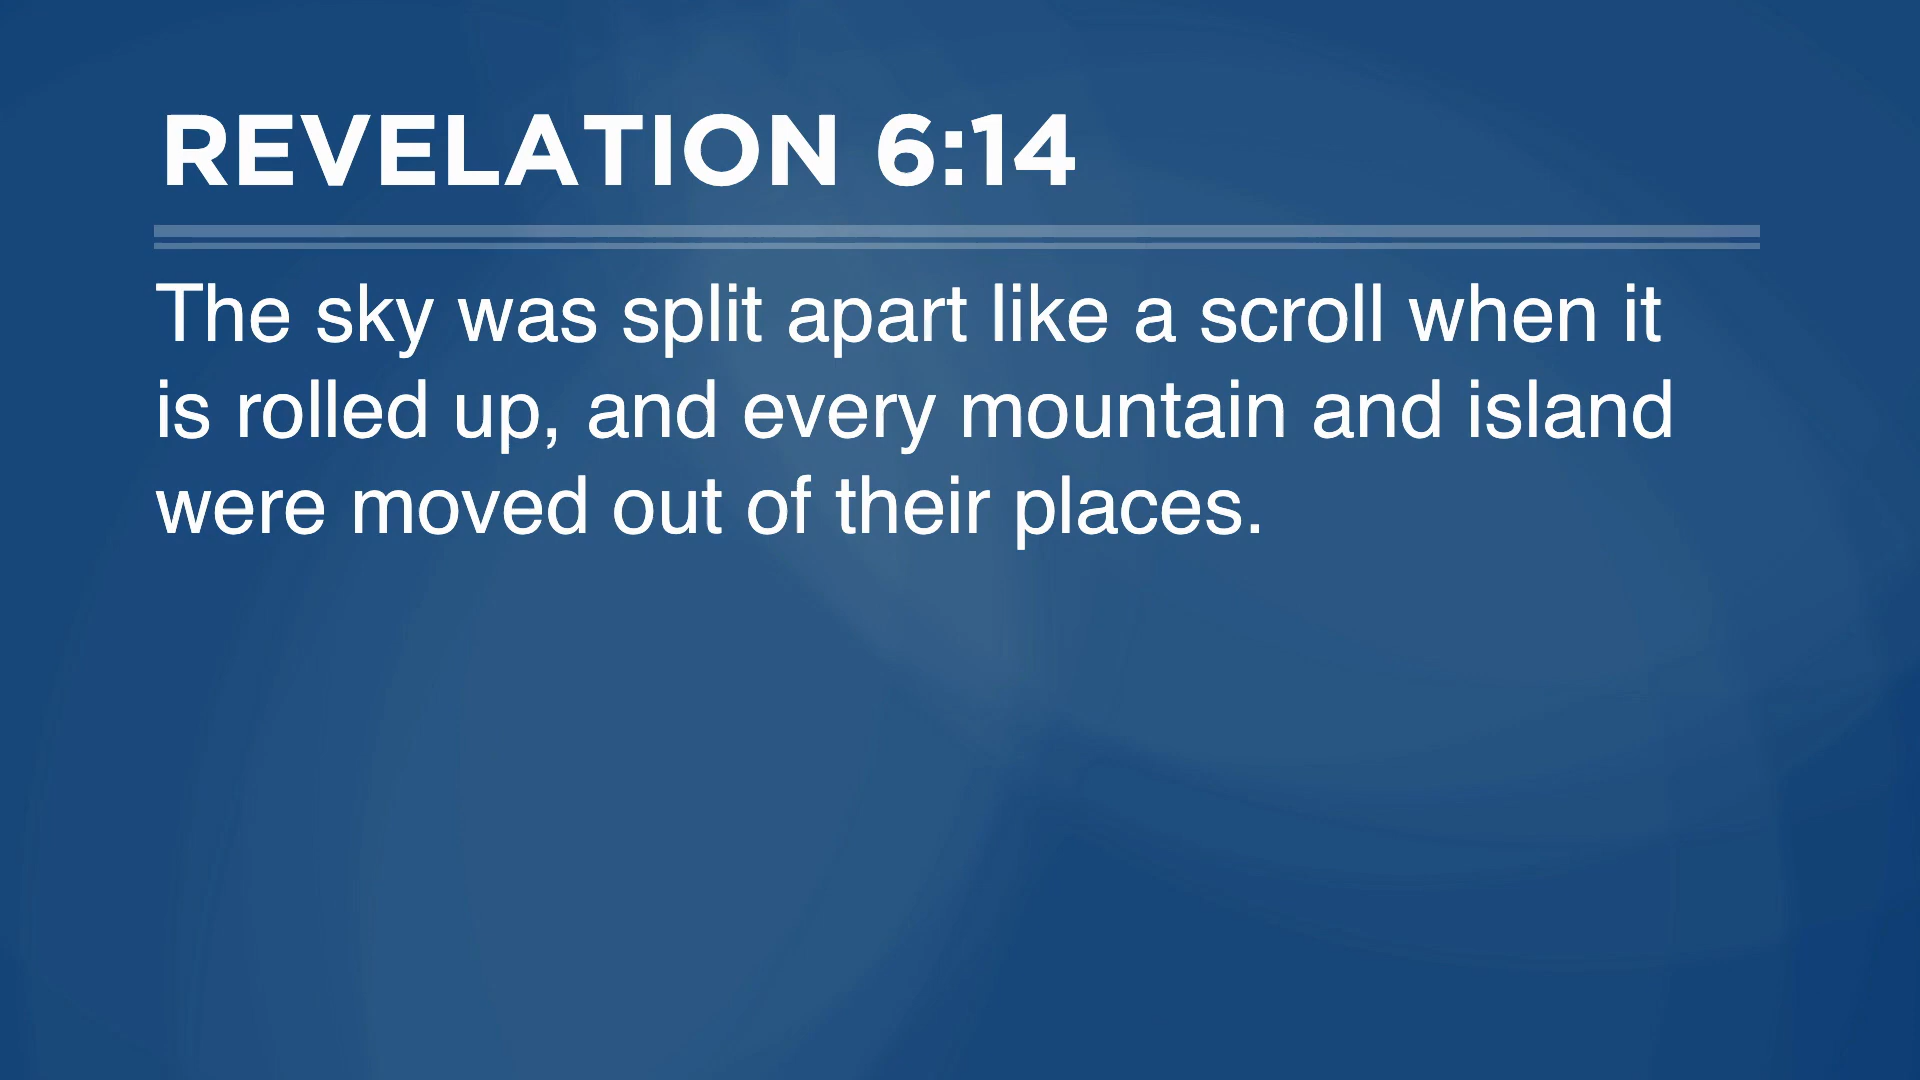 REVELATION 6:14
The sky was split apart like a scroll when it
is rolled up, and every mountain and island
were moved out of their places.